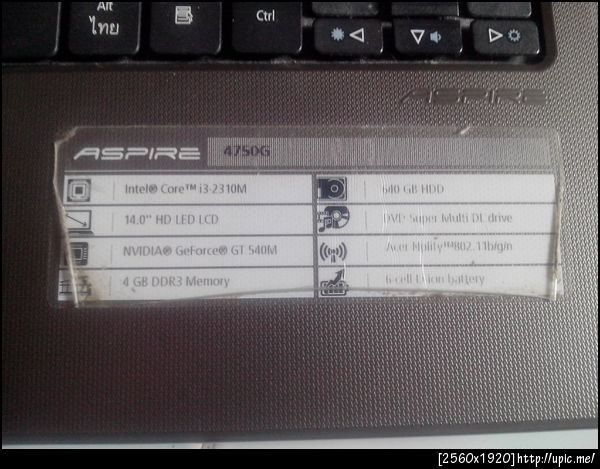 Alt
ไทย
Ctrl
ASPIRE
ASPIRE 4750G
Intel® Core™ i3-2310M
640 GB HDD
14.0" HD LED LCD
DVD Super Multi DL drive
NVIDIA® GeForce® GT 540M
Acer Nplify™802.11b/g/n
4 GB DDR3 Memory
6-cell Li-ion battery
[2560x1920]http://upic.me/